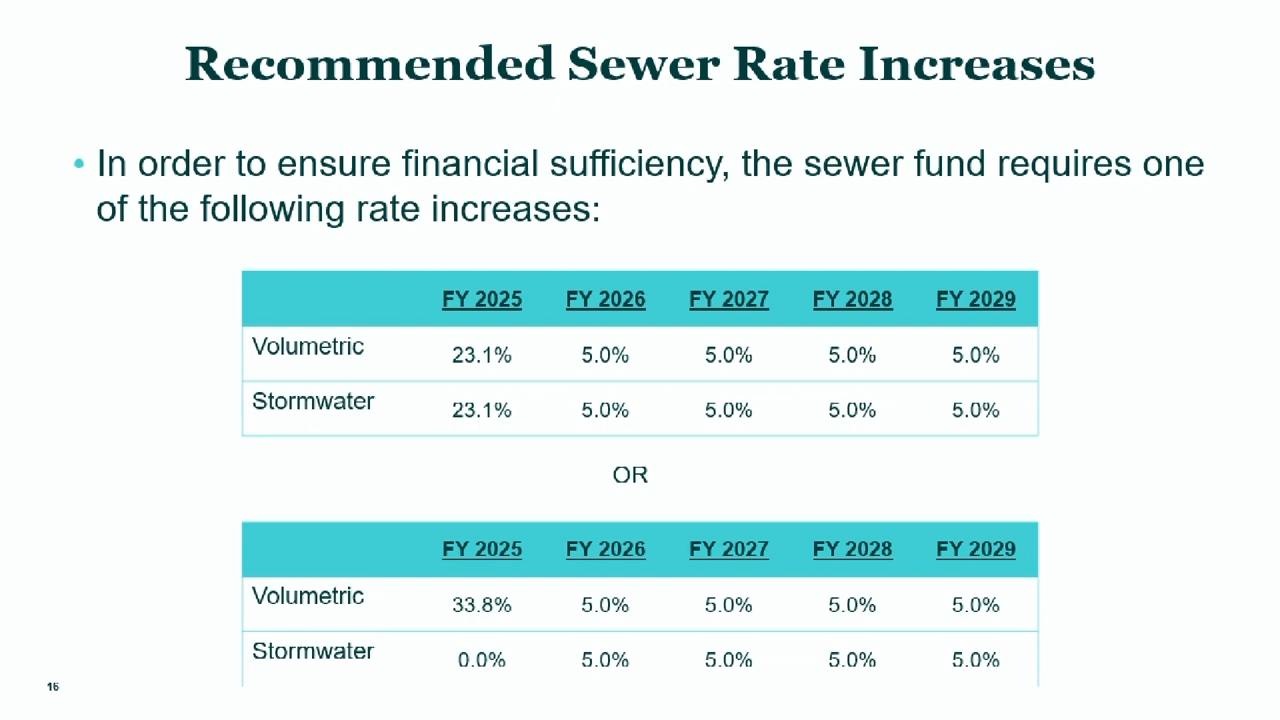 Recommended Sewer Rate Increases
• In order to ensure financial sufficiency, the sewer fund requires one
of the following rate increases:
FY 2025 FY 2026 FY 2027 FY 2028 FY 2029
Volumetric 23.1% 5.0% 5.0% 5.0% 5.0%
Stormwater 23.1% 5.0% 5.0% 5.0% 5.0%
OR
FY 2025 FY 2026 FY 2027 FY 2028 FY 2029
Volumetric 33.8% 5.0% 5.0% 5.0% 5.0%
Stormwater 0.0% 5.0% 5.0% 5.0% 5.0%
16